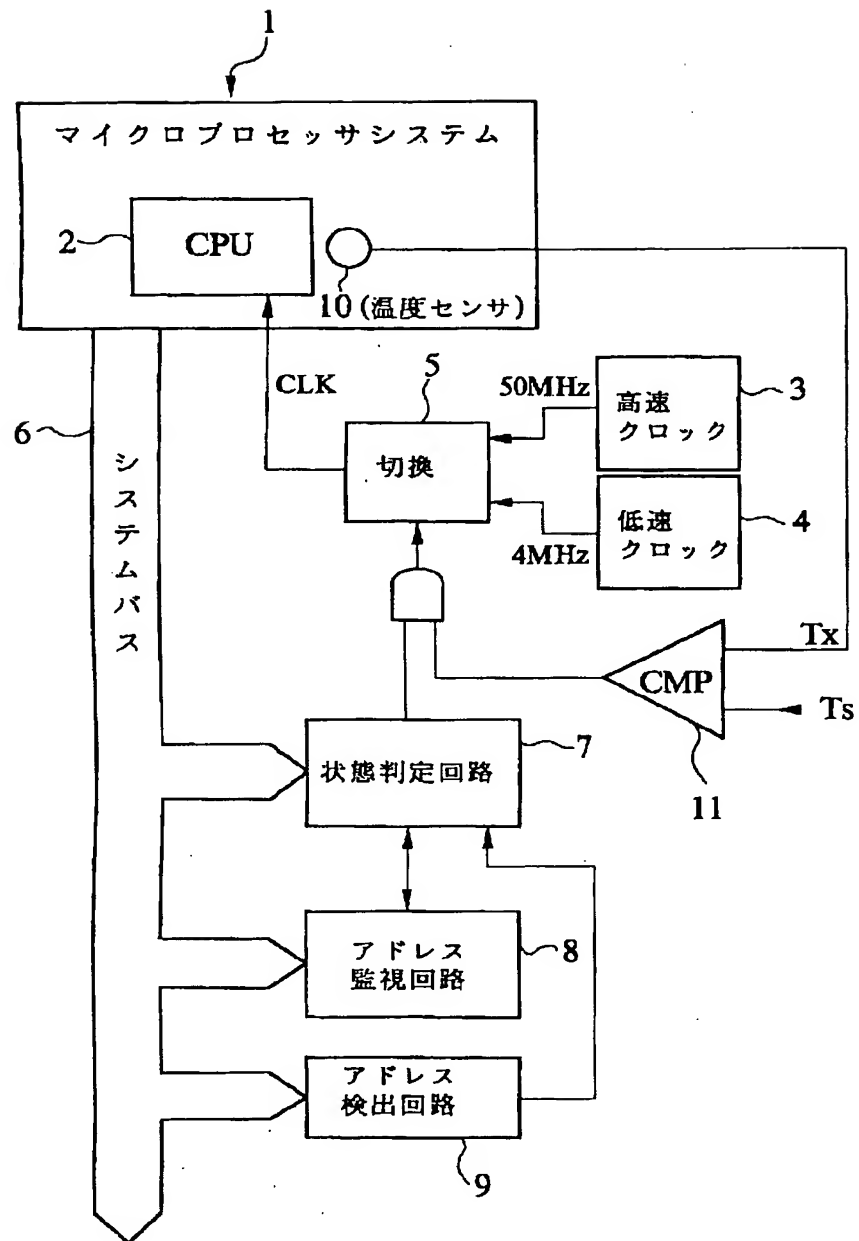 1
マイクロプロセッサシステム
2
CPU
10(温度センサ)
CLK
5
切換
50MHz
高速
クロック
3
4MHz
低速
クロック
4
6
システムバス
Tx
CMP
Ts
11
状態判定回路
7
アドレス
監視回路
8
アドレス
検出回路
9